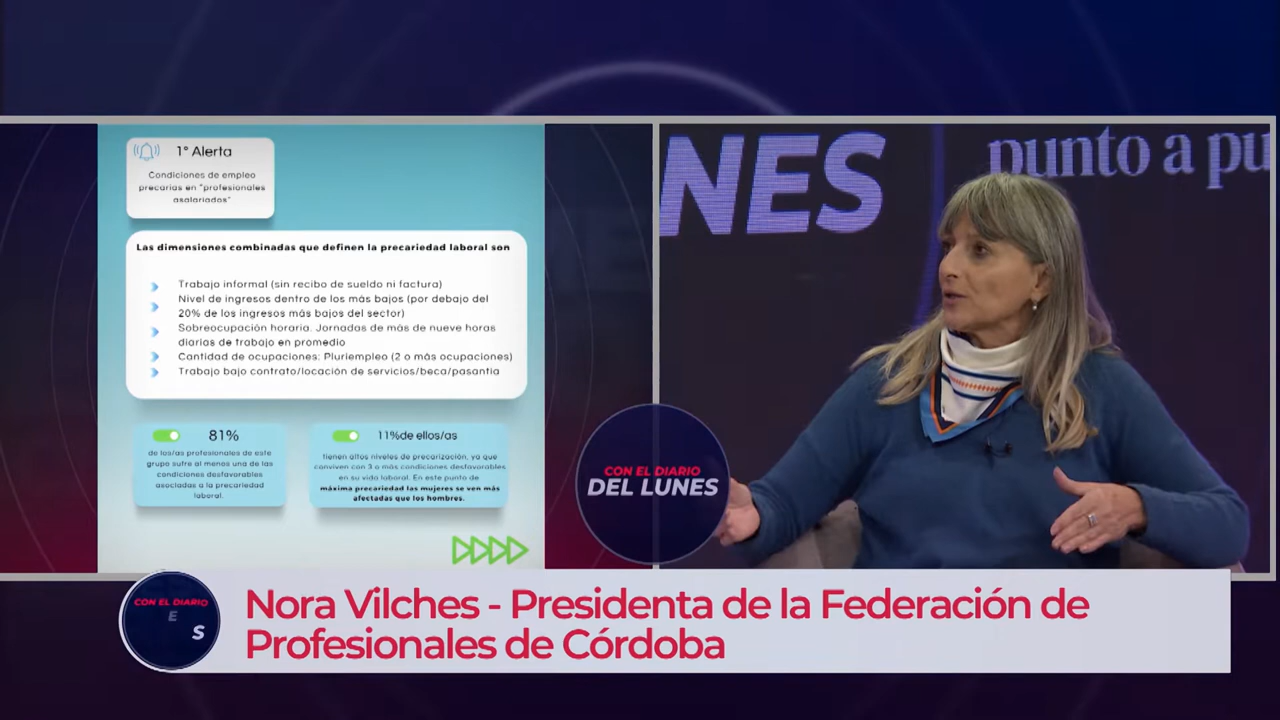 1° Alerta
Condiciones de empleo
precarias en "profesionales
asalariados"
Las dimensiones combinadas que definen la precariedad laboral son
Trabajo informal (sin recibo de sueldo ni factura)
Nivel de ingresos dentro de los más bajos (por debajo del
20% de los ingresos más bajos del sector)
Sobreocupación horaria. Jornadas de más de nueve horas
diarias de trabajo en promedio
Cantidad de ocupaciones: Pluriempleo (2 o más ocupaciones)
Trabajo bajo contrato/locación de servicios/beca/pasantia
81%
de los/as profesionales de este
grupo sufre al menos una de las
condiciones desfavorables
asociadas a la precariedad
laboral.
11%de ellos/as
tienen altos niveles de precarización, ya que
conviven con 3 o más condiciones desfavorables
en su vida laboral. En este punto de
máxima precariedad las mujeres se ven más
afectadas que los hombres.
NES
punto a pu
CON EL DIARIO
DEL LUNES
CON EL DIARIO
E
S
Nora Vilches - Presidenta de la Federación de
Profesionales de Córdoba